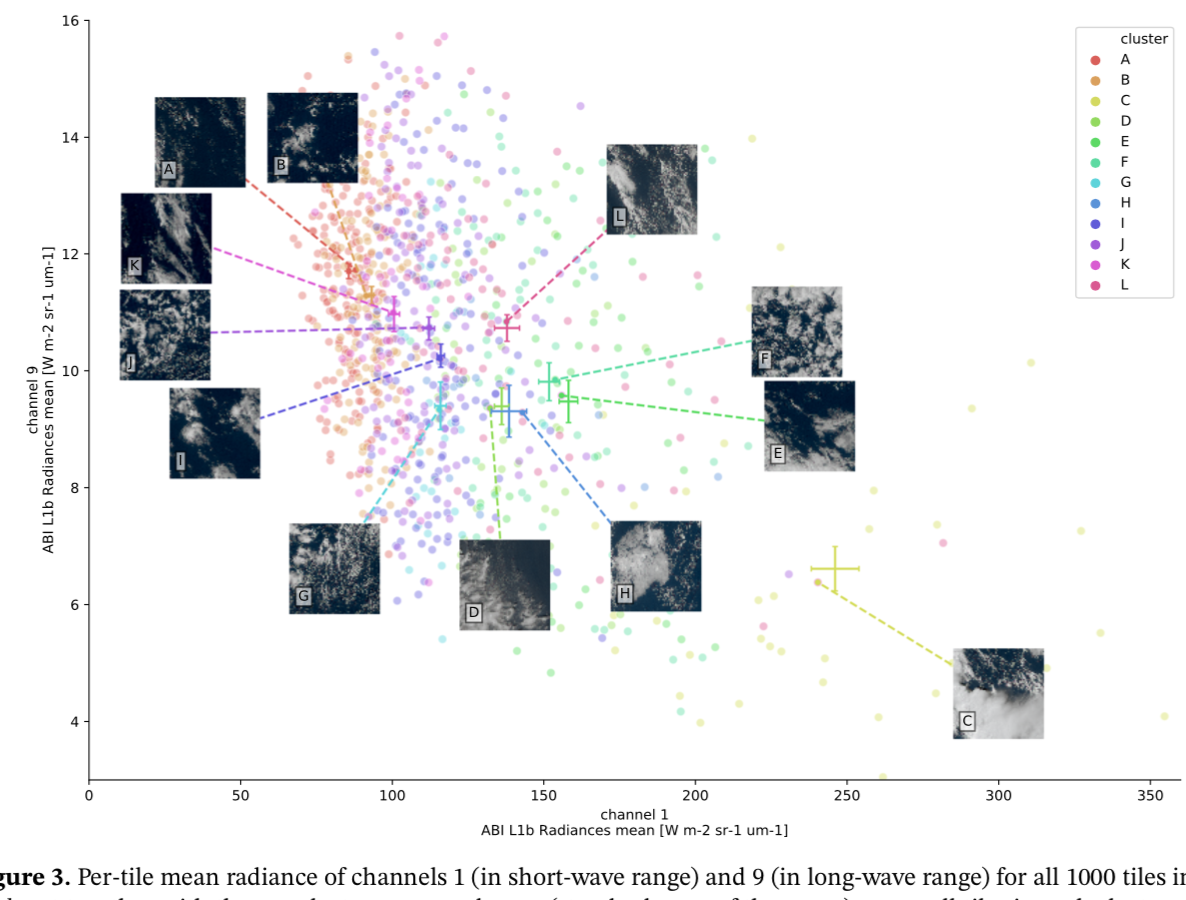 16
14
12
10
8
6
4
channel 9
ABI L1b Radiances mean [W m-2 sr-1 um-1]
0
50
100
150
200
250
300
350
channel 1
ABI L1b Radiances mean [W m-2 sr-1 um-1]
cluster
A
B
C
D
E
F
G
H
I
J
K
L
A
B
L
K
J
F
I
E
G
D
H
C
gure 3. Per-tile mean radiance of channels 1 (in short-wave range) and 9 (in long-wave range) for all 1000 tiles in